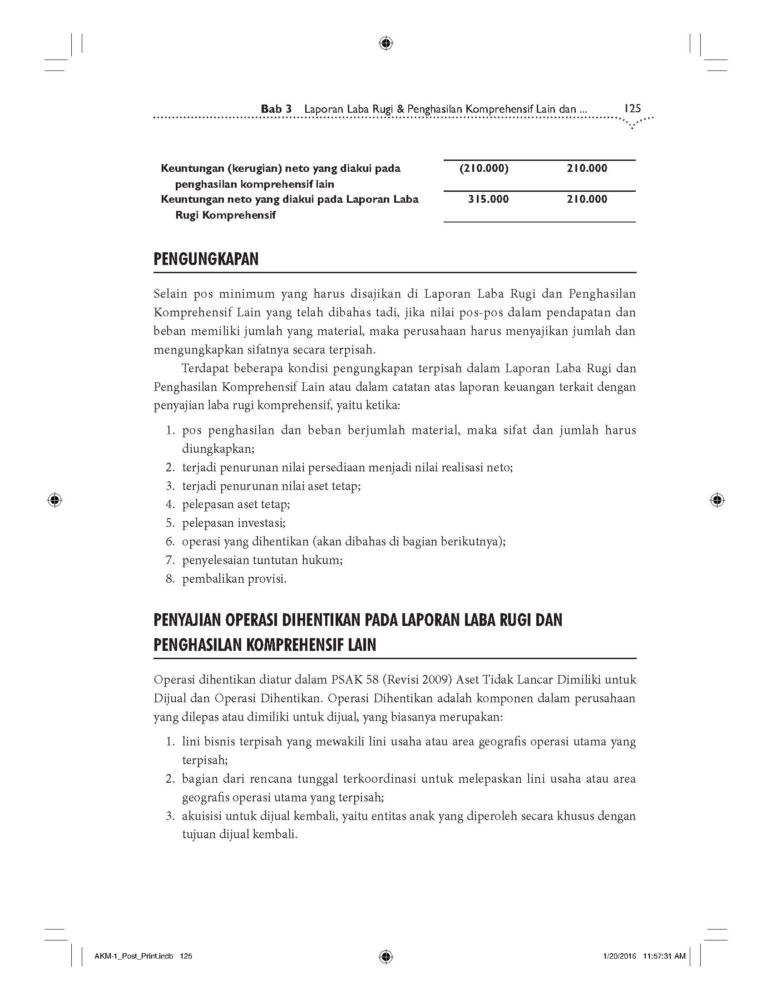 Bab 3 Laporan Laba Rugi & Penghasilan Komprehensif Lain dan ... 125
Keuntungan (kerugian) neto yang diakui pada (210.000) 210.000
penghasilan komprehensif lain
Keuntungan neto yang diakui pada Laporan Laba 315.000 210.000
Rugi Komprehensif
PENGUNGKAPAN
Selain pos minimum yang harus disajikan di Laporan Laba Rugi dan Penghasilan
Komprehensif Lain yang telah dibahas tadi, jika nilai pos-pos dalam pendapatan dan
beban memiliki jumlah yang material, maka perusahaan harus menyajikan jumlah dan
mengungkapkan sifatnya secara terpisah.
Terdapat beberapa kondisi pengungkapan terpisah dalam Laporan Laba Rugi dan
Penghasilan Komprehensif Lain atau dalam catatan atas laporan keuangan terkait dengan
penyajian laba rugi komprehensif, yaitu ketika:
1. pos penghasilan dan beban berjumlah material, maka sifat dan jumlah harus
diungkapkan;
2. terjadi penurunan nilai persediaan menjadi nilai realisasi neto;
3. terjadi penurunan nilai aset tetap;
4. pelepasan aset tetap;
5. pelepasan investasi;
6. operasi yang dihentikan (akan dibahas di bagian berikutnya);
7. penyelesaian tuntutan hukum;
8. pembalikan provisi.
PENYAJIAN OPERASI DIHENTIKAN PADA LAPORAN LABA RUGI DAN
PENGHASILAN KOMPREHENSIF LAIN
Operasi dihentikan diatur dalam PSAK 58 (Revisi 2009) Aset Tidak Lancar Dimiliki untuk
Dijual dan Operasi Dihentikan. Operasi Dihentikan adalah komponen dalam perusahaan
yang dilepas atau dimiliki untuk dijual, yang biasanya merupakan:
1. lini bisnis terpisah yang mewakili lini usaha atau area geografis operasi utama yang
terpisah;
2. bagian dari rencana tunggal terkoordinasi untuk melepaskan lini usaha atau area
geografis operasi utama yang terpisah;
3. akuisisi untuk dijual kembali, yaitu entitas anak yang diperoleh secara khusus dengan
tujuan dijual kembali.
AKM-1_Post_Print.indb 125 1/20/2016 11:57:31 AM